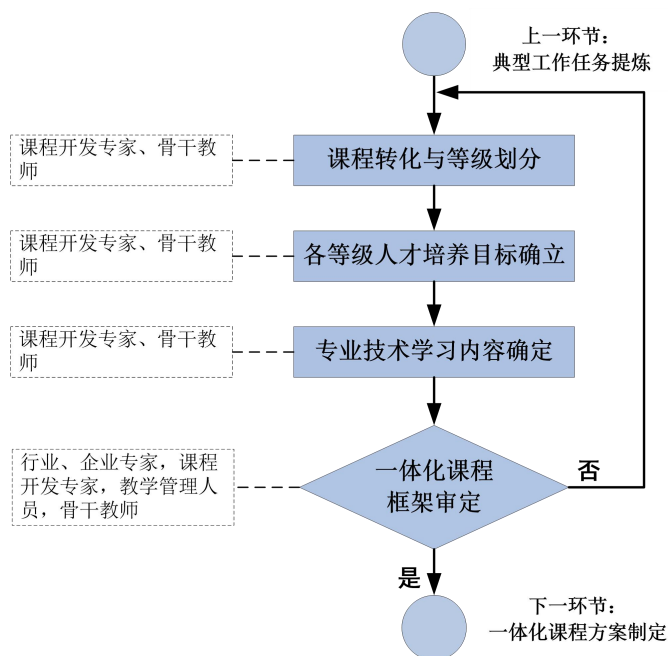 上一环节：
典型工作任务提炼
课程开发专家、骨干教
师
课程转化与等级划分
课程开发专家、骨干教
师
各等级人才培养目标确立
课程开发专家、骨干教
师
专业技术学习内容确定
行业、企业专家，课程
开发专家，教学管理人
员，骨干教师
一体化课程
框架审定
否
是
下一环节：
一体化课程方案制定